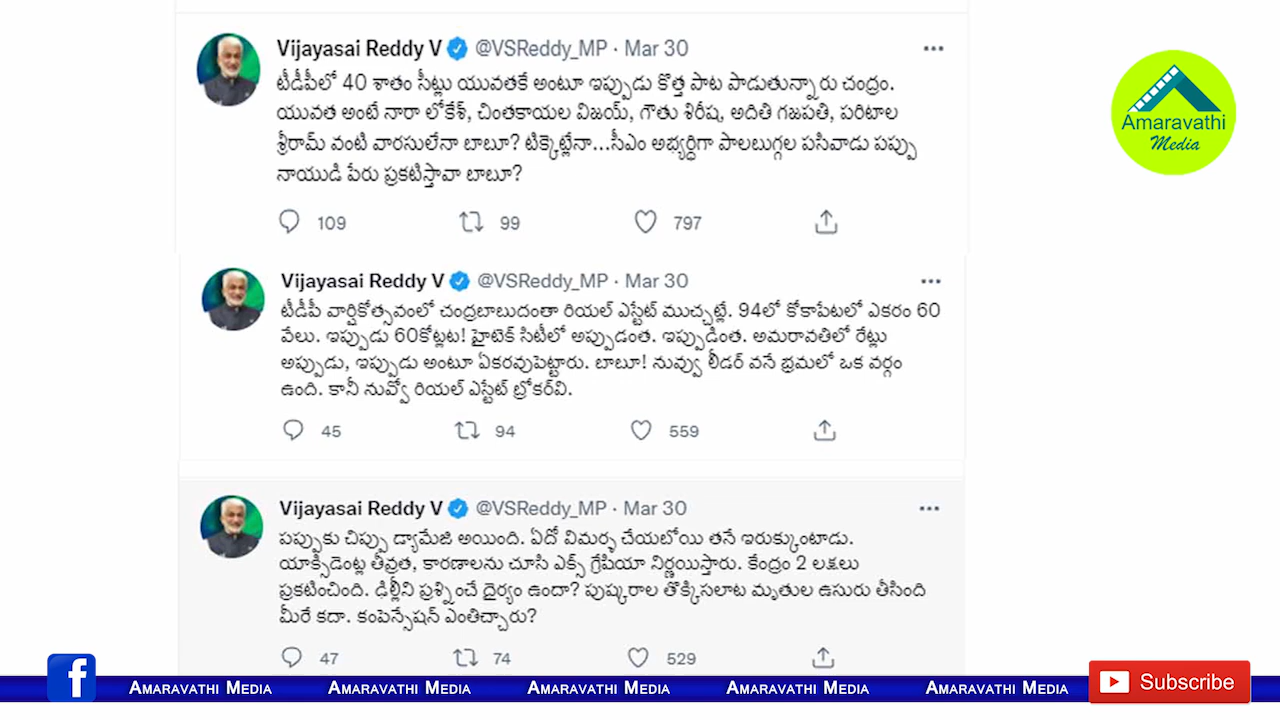 Vijayasai Reddy V @VSReddy_MP · Mar 30
టీడీపీలో 40 శాతం సీట్లు యువతకే అంటూ ఇప్పుడు కొత్త పాట పాడుతున్నారు చంద్రం.
యువత అంటే నారా లోకేశ్, చింతకాయల విజయ్, గౌతు శిరీష, అదితి గజపతి, పరిటాల
శ్రీరామ్ వంటి వారసులేనా బాబూ? టిక్కెట్లేనా...సీఎం అభ్యర్థిగా పాలబుగ్గల పసివాడు పప్పు
నాయుడి పేరు ప్రకటిస్తావా బాబూ?
109 99 797
Amaravathi
Media
Vijayasai Reddy V @VSReddy_MP · Mar 30
టీడీపీ వార్షికోత్సవంలో చంద్రబాబుదంతా రియల్ ఎస్టేట్ ముచ్చట్లే. 94లో కోకాపేటలో ఎకరం 60
వేలు. ఇప్పుడు 60కోట్లట! హైటెక్ సిటీలో అప్పుడంత. ఇప్పుడింత. అమరావతిలో రేట్లు
అప్పుడు, ఇప్పుడు అంటూ ఏకరవుపెట్టారు. బాబూ! నువ్వు లీడర్ వనే భ్రమలో ఒక వర్గం
ఉంది. కానీ నువ్వో రియల్ ఎస్టేట్ బ్రోకర్‌వి.
45 94 559
Vijayasai Reddy V @VSReddy_MP · Mar 30
పప్పుకు చిప్పు డ్యామేజి అయింది. ఏదో విమర్శ చేయబోయి తనే ఇరుక్కుంటాడు.
యాక్సిడెంట్ల తీవ్రత, కారణాలను చూసి ఎక్స్ గ్రేషియా నిర్ణయిస్తారు. కేంద్రం 2 లక్షలు
ప్రకటించింది. ఢిల్లీని ప్రశ్నించే ధైర్యం ఉందా? పుష్కరాల తొక్కిసలాట మృతుల ఉసురు తీసింది
మీరే కదా. కంపెన్సేషన్ ఎంతిచ్చారు?
47 74 529
f Amaravathi Media Amaravathi Media Amaravathi Media Amaravathi Media Amaravathi Media Subscribe